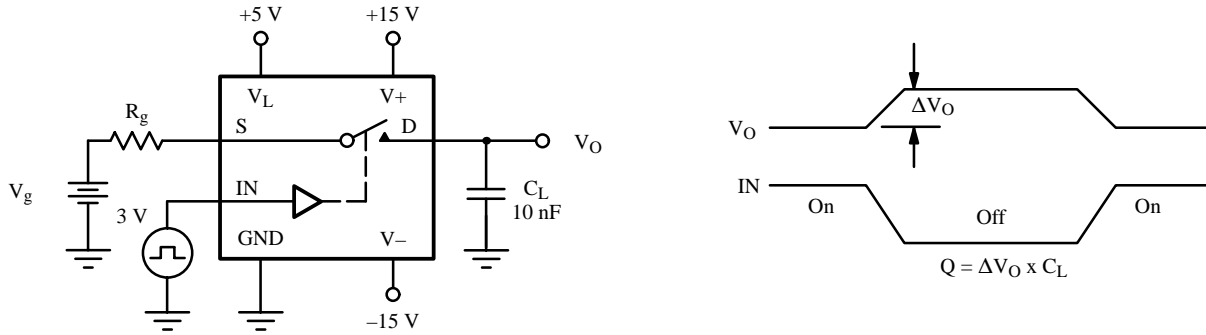 +5 V
+15 V
V_L
V+
R_g
S
D
V_O
V_g
IN
3 V
C_L
10 nF
GND
V–
–15 V
V_O
ΔV_O
IN
On
Off
On
Q = ΔV_O x C_L